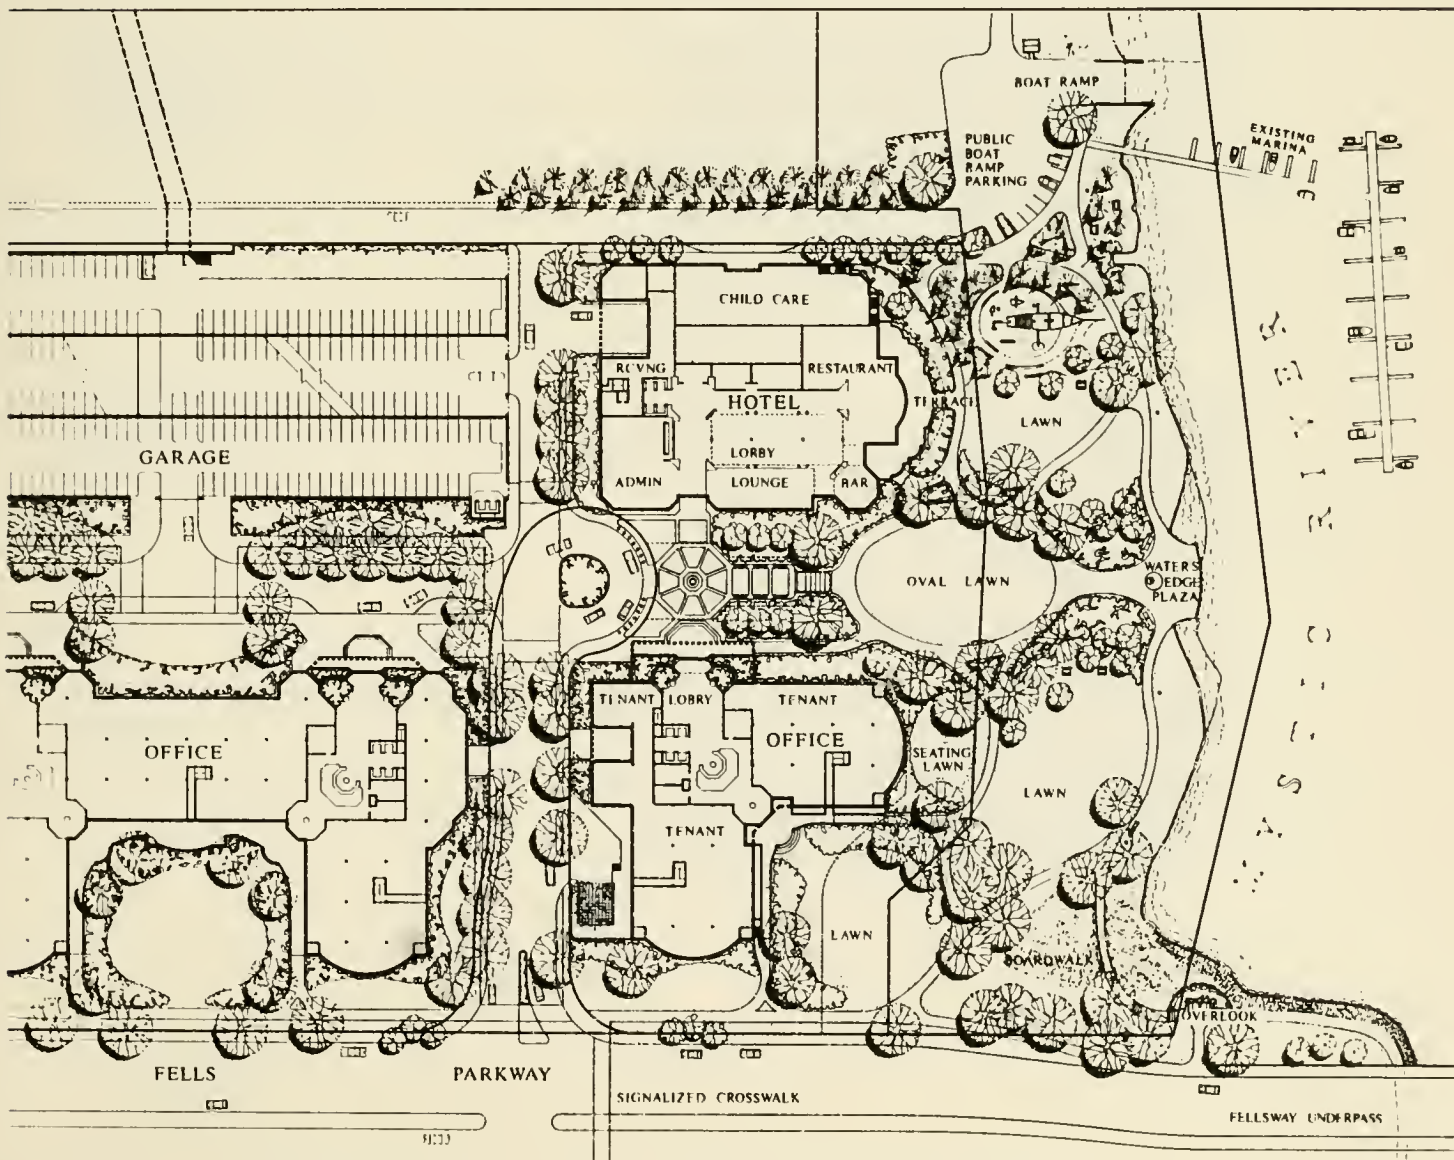 BOAT RAMP
EXISTING
MARINA
PUBLIC
BOAT
RAMP
PARKING
CHILD CARE
RCVNG
RESTAURANT
HOTEL
TERRACE
LAWN
GARAGE
LOBBY
ADMIN
LOUNGE
BAR
OVAL LAWN
WATERS
EDGE
PLAZA
TENANT
LOBBY
TENANT
OFFICE
OFFICE
SEATING
LAWN
LAWN
TENANT
LAWN
BOARDWALK
OVERLOOK
FELLS PARKWAY
SIGNALIZED CROSSWALK
FELLSWAY UNDERPASS
RIVER